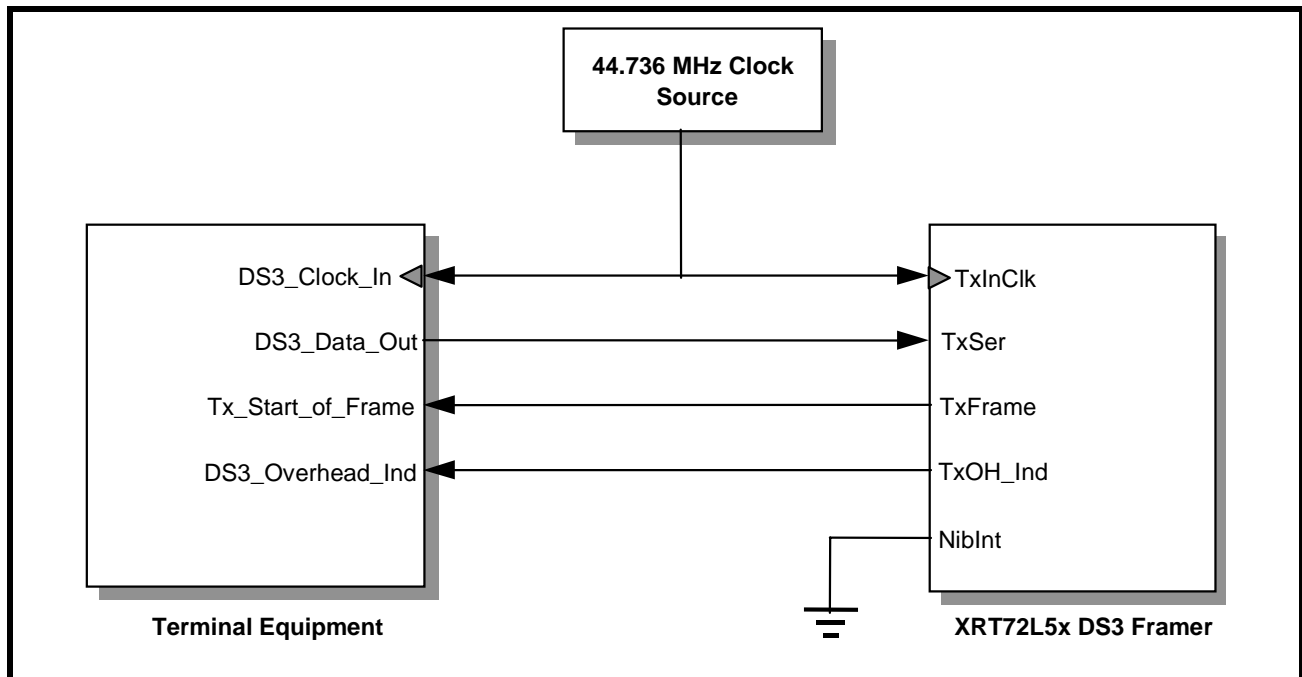 44.736 MHz Clock
Source
DS3_Clock_In
TxInClk
DS3_Data_Out
TxSer
Tx_Start_of_Frame
TxFrame
DS3_Overhead_Ind
TxOH_Ind
NibInt
Terminal Equipment
XRT72L5x DS3 Framer